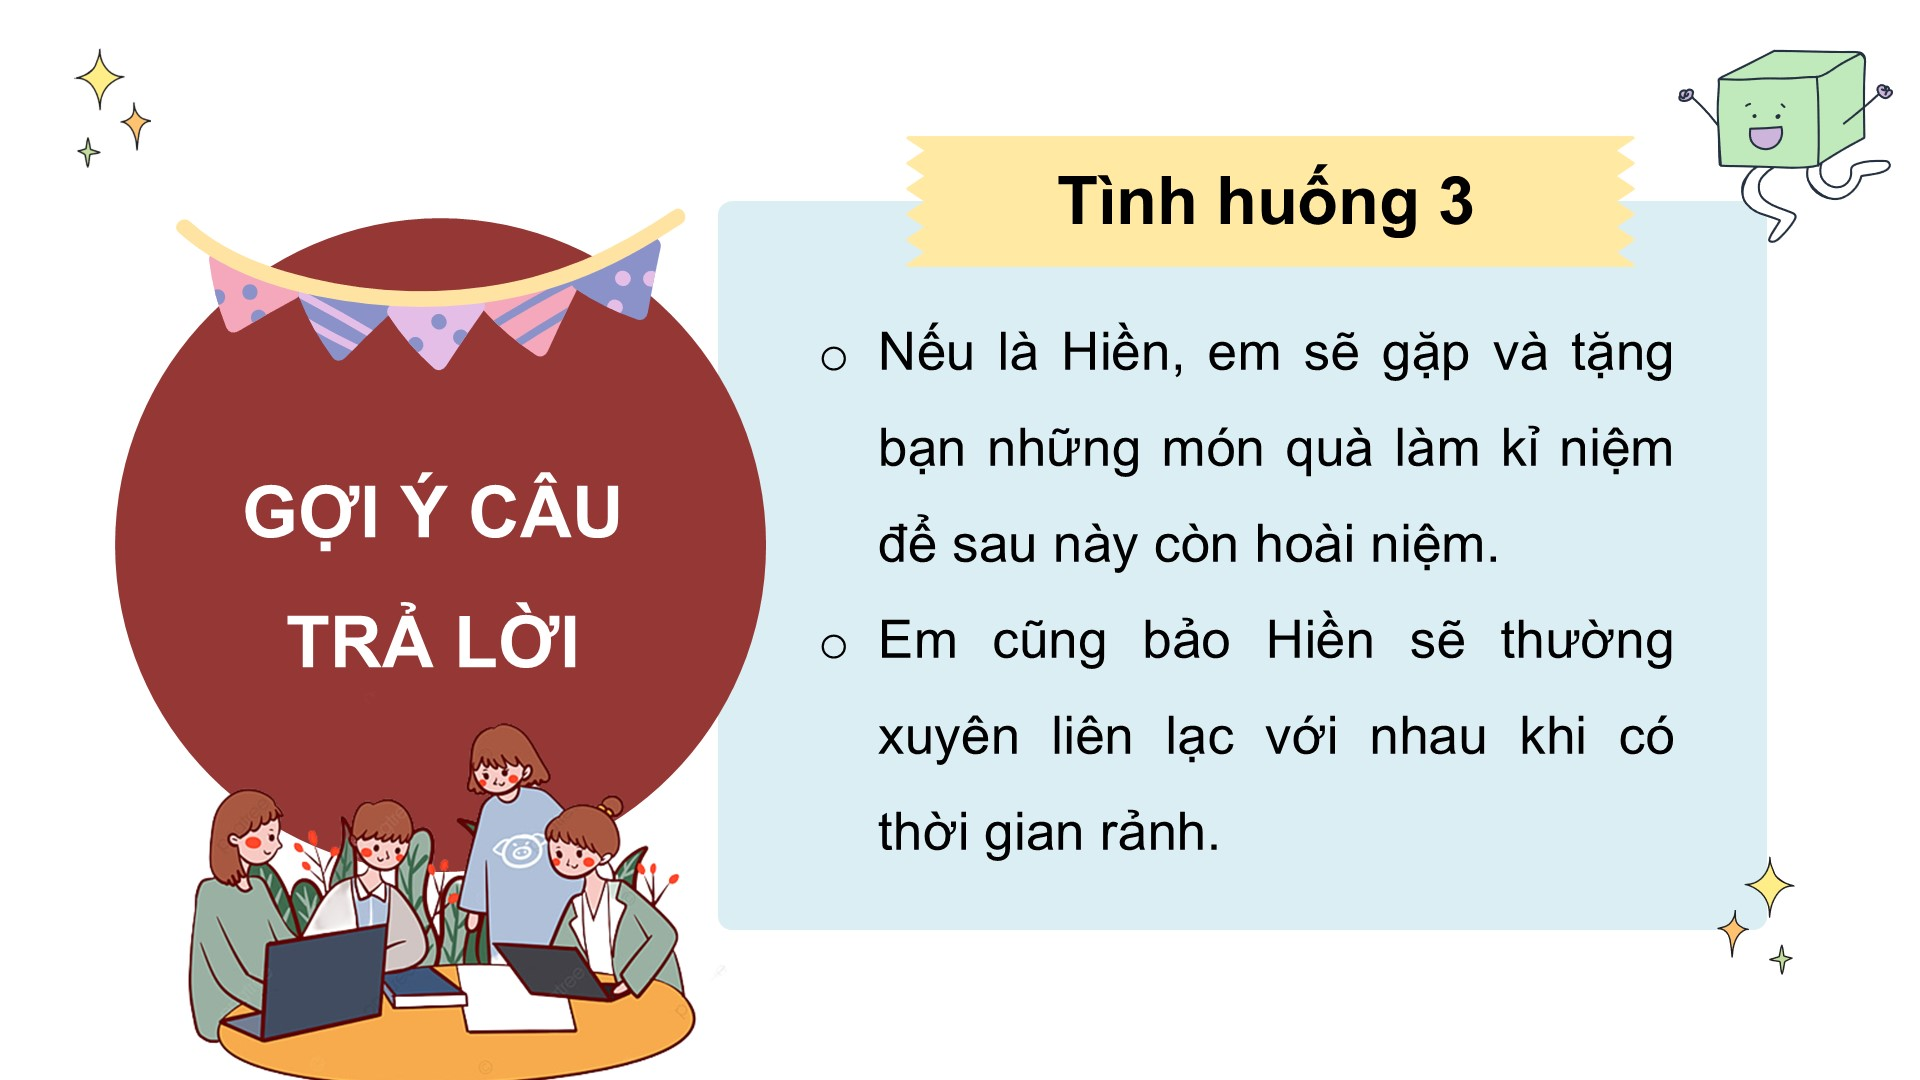 GỢI Ý CÂU
TRẢ LỜI
Tình huống 3
o Nếu là Hiền, em sẽ gặp và tặng
bạn những món quà làm kỉ niệm
để sau này còn hoài niệm.
o Em cũng bảo Hiền sẽ thường
xuyên liên lạc với nhau khi có
thời gian rảnh.